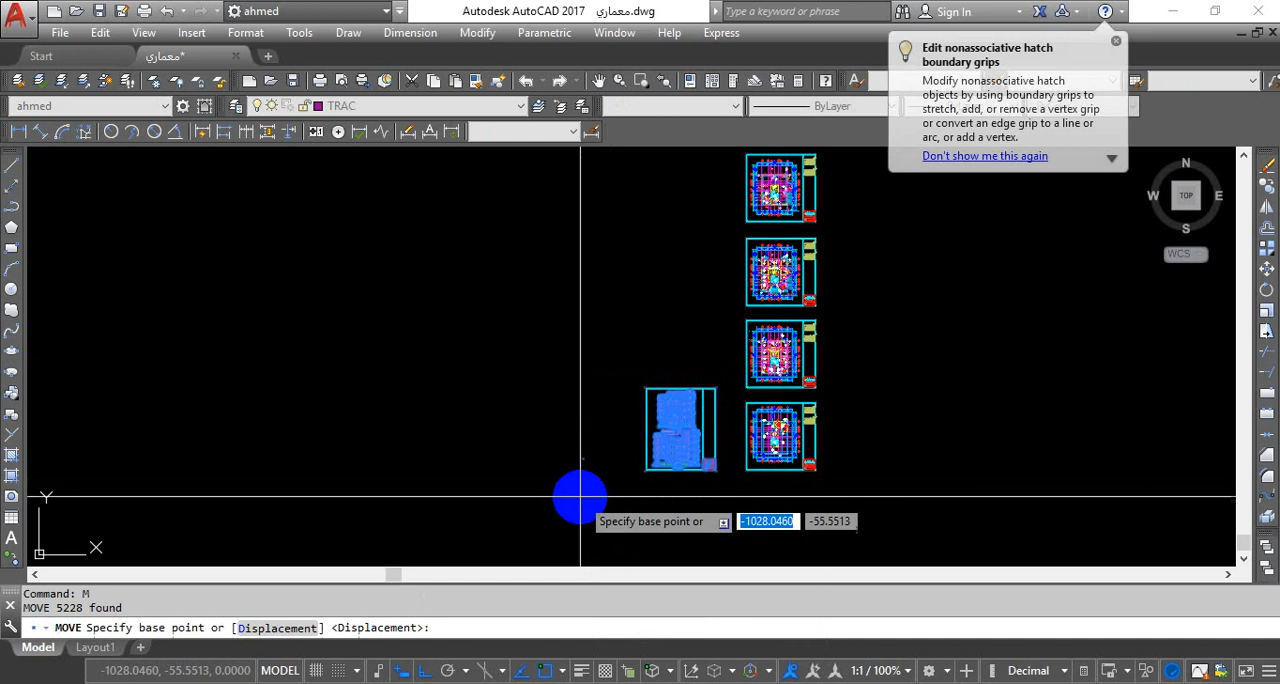 ahmed
Autodesk AutoCAD 2017 معماري.dwg
Type a keyword or phrase
Sign In
File Edit View Insert Format Tools Draw Dimension Modify Parametric Window Help Express
Start
معماري*
Edit nonassociative hatch
boundary grips
Modify nonassociative hatch
objects by using boundary grips to
stretch, add, or remove a vertex grip
or convert an edge grip to a line or
arc, or add a vertex.
Don't show me this again
ahmed
TRAC
ByLayer
N
W TOP E
S
WCS
Y
X
Specify base point or -1028.0460 -55.5513
Command: M
MOVE 5228 found
MOVE Specify base point or [Displacement] <Displacement>:
Model Layout1
-1028.0460, -55.5513, 0.0000 MODEL 1:1 / 100% Decimal